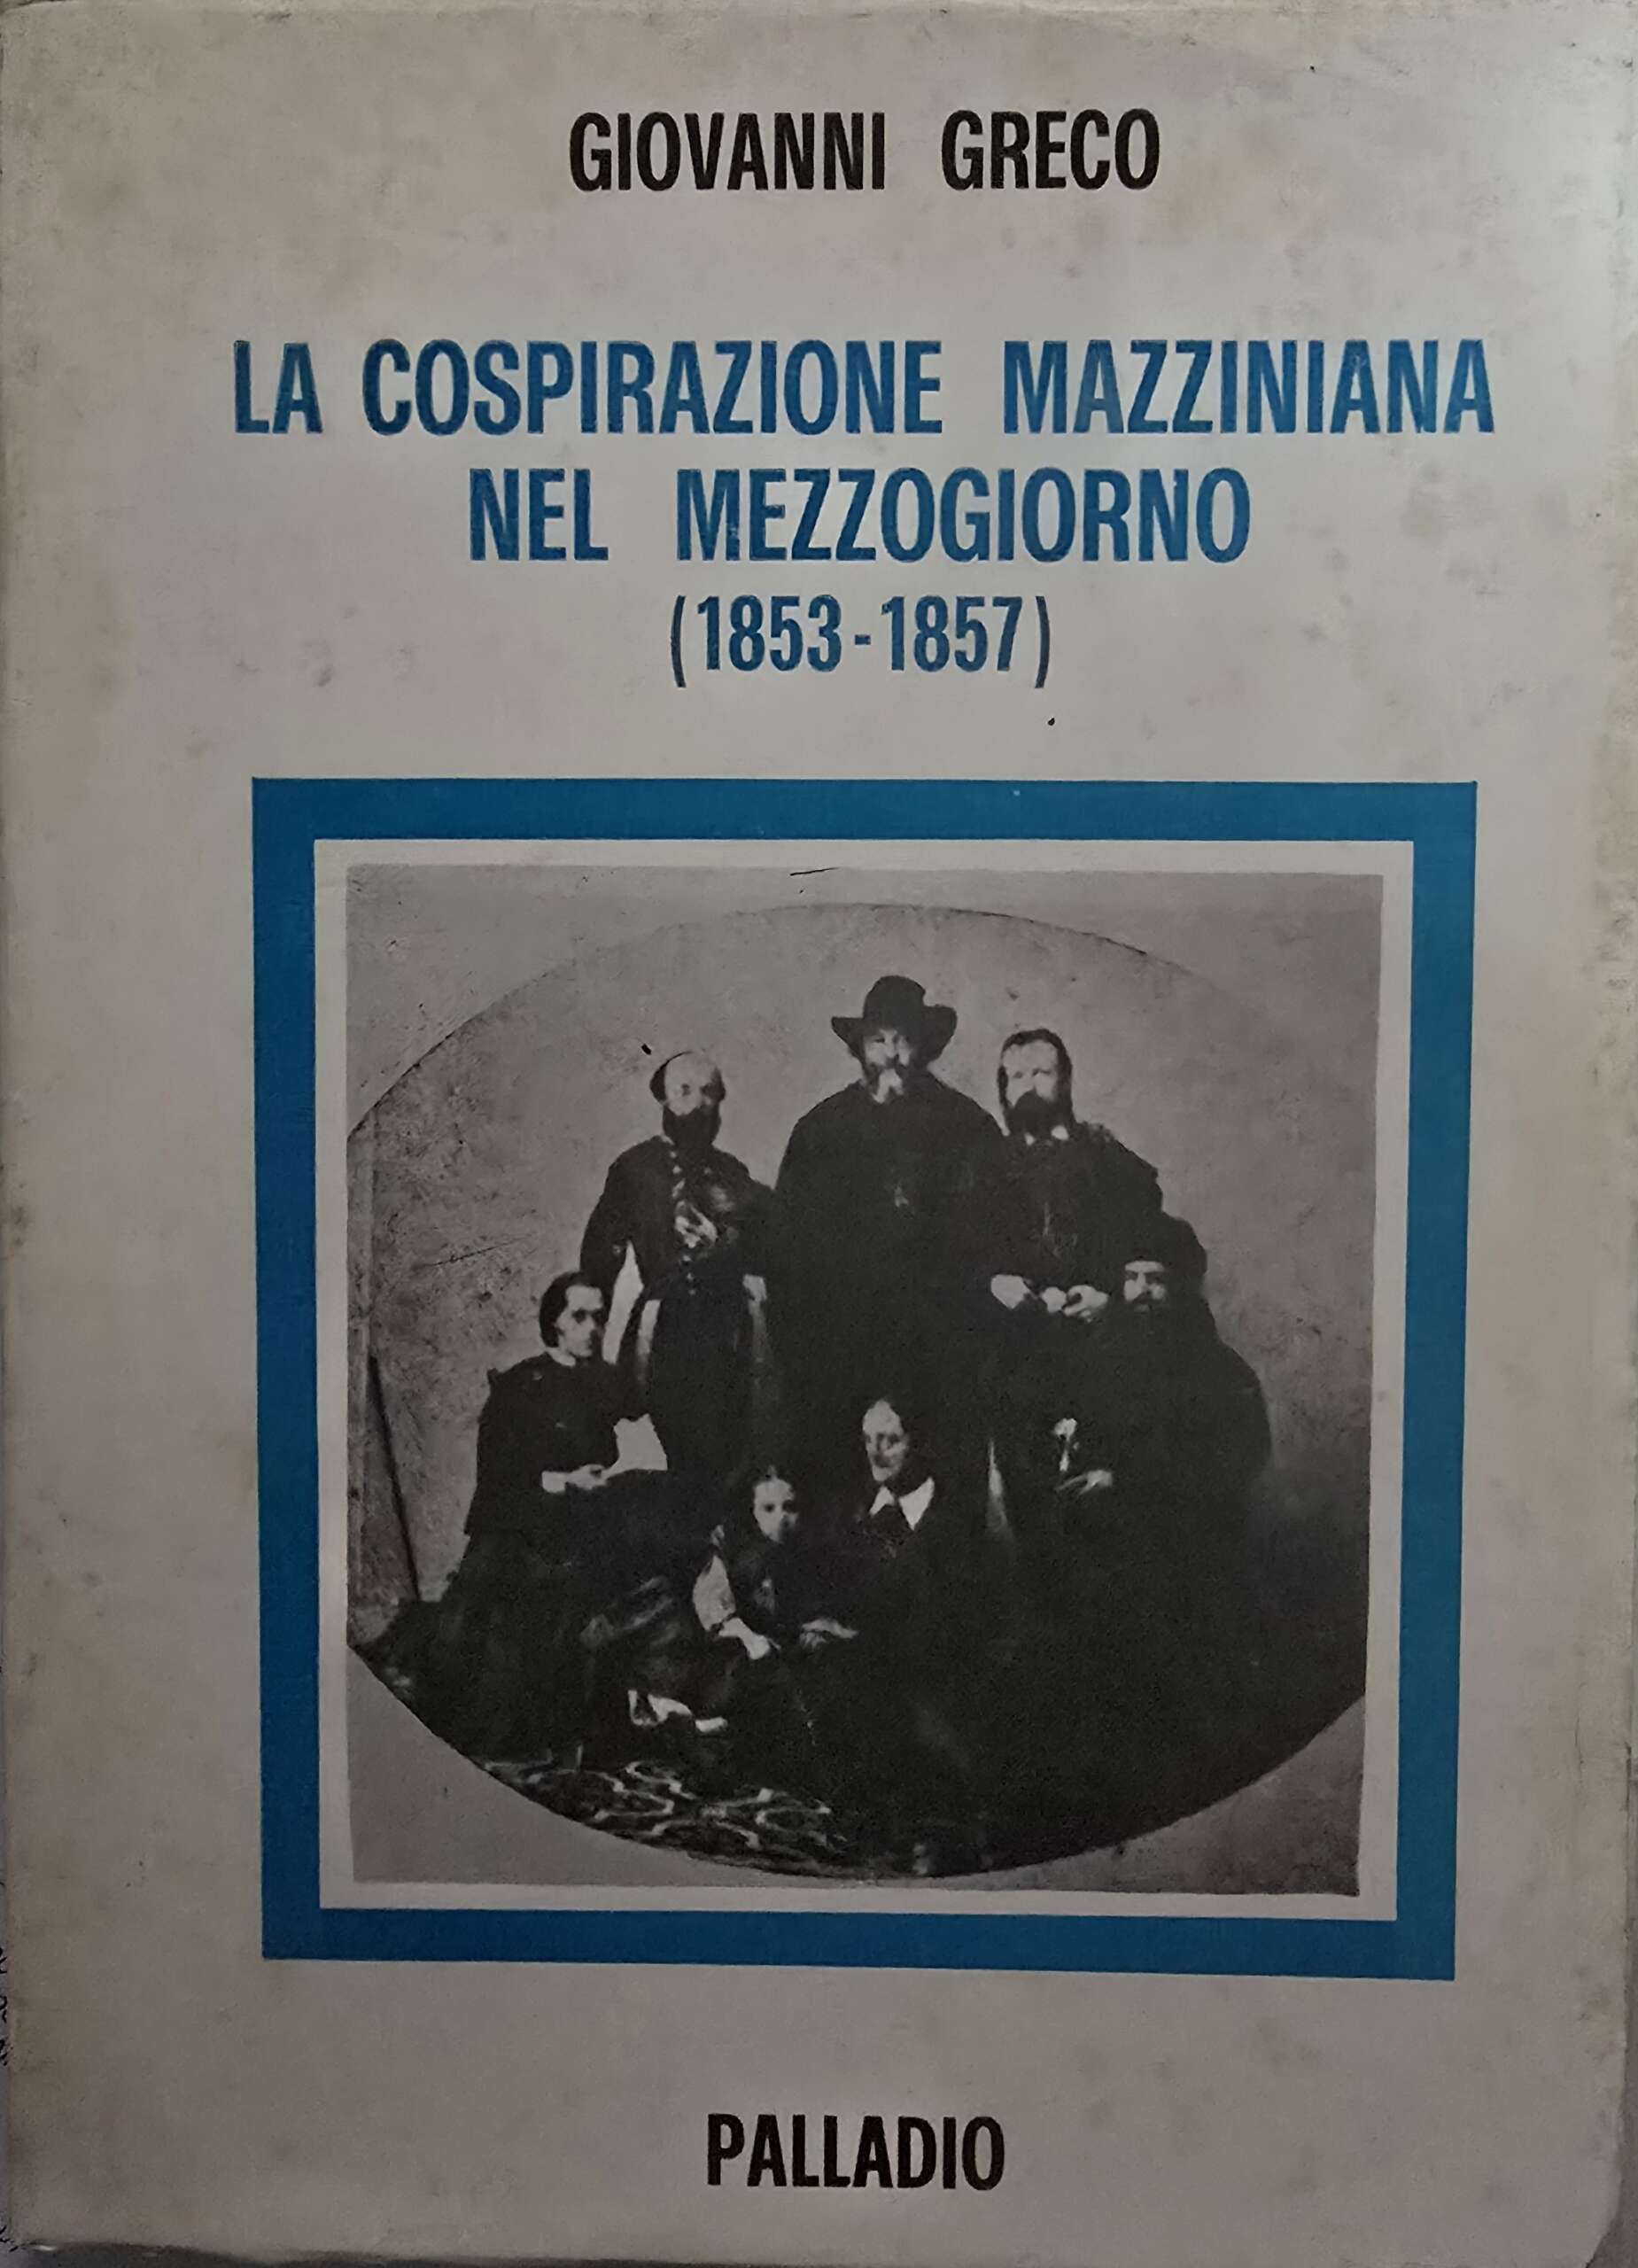 GIOVANNI GRECO
LA COSPIRAZIONE MAZZINIANA
NEL MEZZOGIORNO
(1853-1857)
PALLADIO